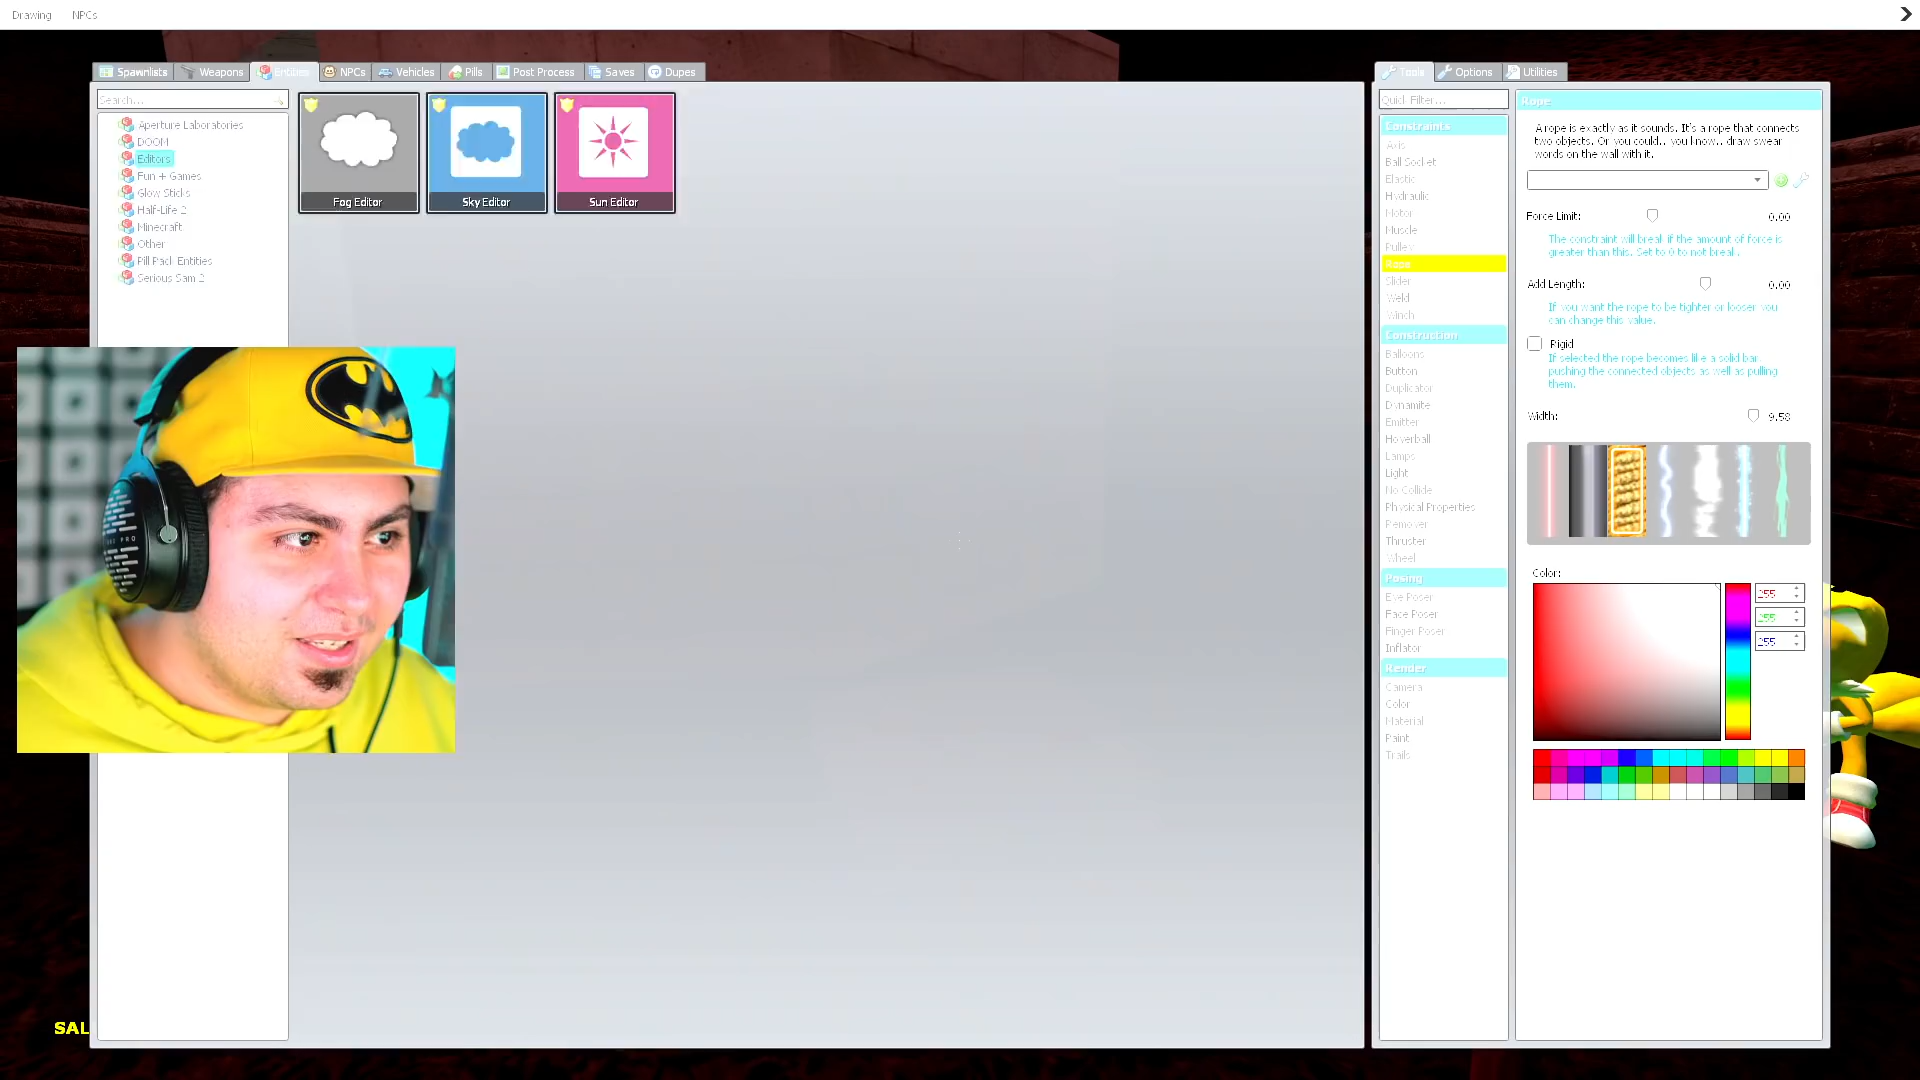 Drawing NPCs
Spawnlists Weapons Entities NPCs Vehicles Pills Post Process Saves Dupes
Search...
Aperture Laboratories
DOOM
Editors
Fun + Games
Glow Sticks
Half-Life 2
Minecraft
Other
Pill Pack Entities
Serious Sam 2
Fog Editor Sky Editor Sun Editor
SAL
Tools Options Utilities
Quick Filter...
Constraints
Axis
Ball Socket
Elastic
Hydraulic
Motor
Muscle
Pulley
Rope
Slider
Weld
Winch
Construction
Balloons
Button
Duplicator
Dynamite
Emitter
Hoverball
Lamps
Light
No Collide
Physical Properties
Remover
Thruster
Wheel
Posing
Eye Poser
Face Poser
Finger Poser
Inflator
Render
Camera
Color
Material
Paint
Trails
Rope
A rope is exactly as it sounds. It's a rope that connects
two objects. Or you could.. you know.. draw swear
words on the wall with it.
Force Limit: 0.00
The constraint will break if the amount of force is
greater than this. Set to 0 to not break.
Add Length: 0.00
If you want the rope to be tighter or looser you
can change this value.
Rigid
If selected the rope becomes like a solid bar,
pushing the connected objects as well as pulling
them.
Width: 9.58
Color:
255
255
255